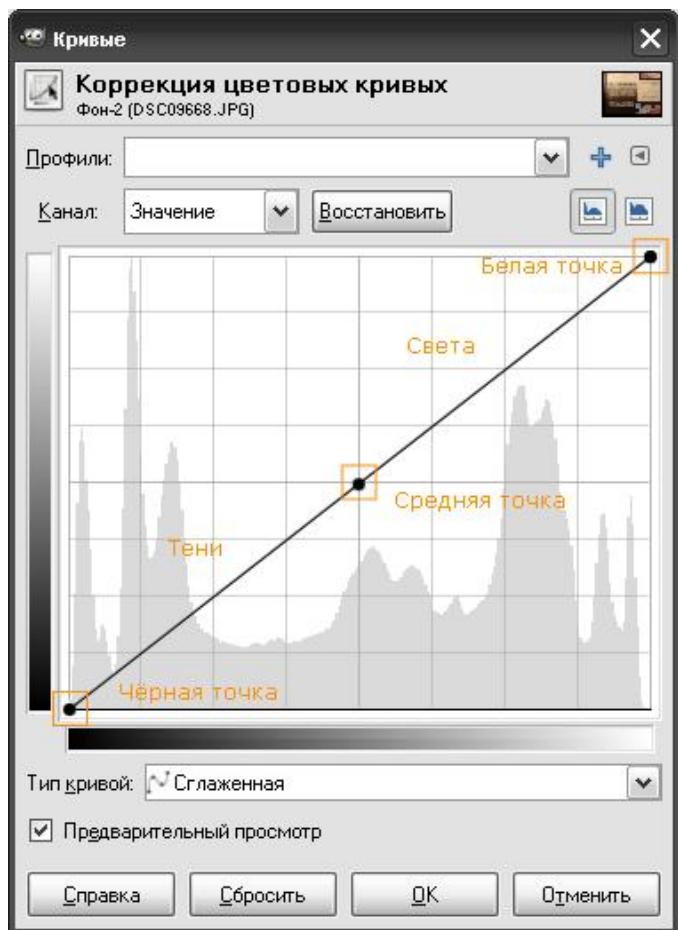 Кривые
Коррекция цветовых кривых
Фон-2 (DSC09668.JPG)
Профили:
Канал: Значение Восстановить
Белая точка
Света
Средняя точка
Тени
Чёрная точка
Тип кривой: Сглаженная
Предварительный просмотр
Справка Сбросить OK Отменить